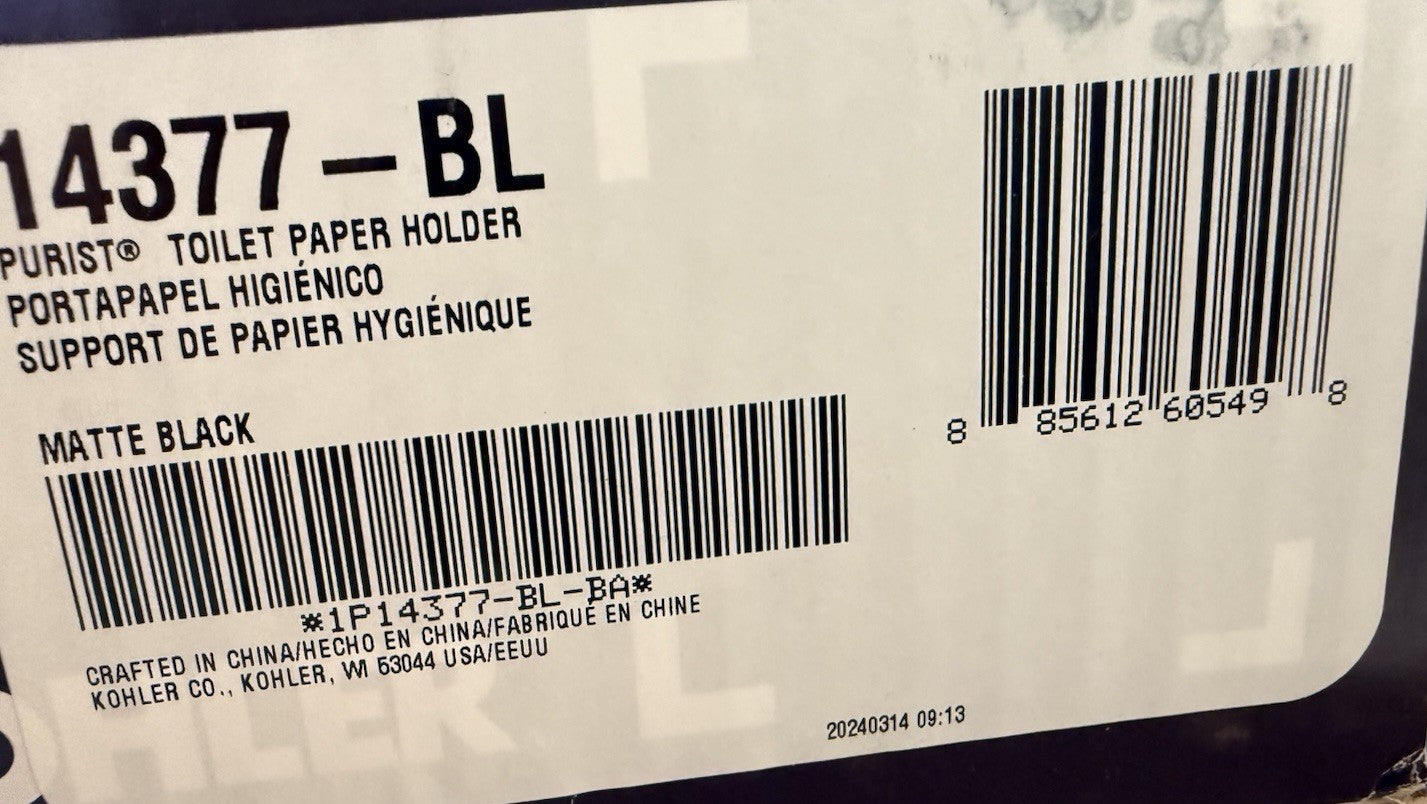 14377-BL
PURIST® TOILET PAPER HOLDER
PORTAPAPEL HIGIÉNICO
SUPPORT DE PAPIER HYGIÉNIQUE
MATTE BLACK
*1P14377-BL-BA*
CRAFTED IN CHINA/HECHO EN CHINA/FABRIQUÉ EN CHINE
KOHLER CO., KOHLER, WI 53044 USA/EEUU
8 85612 60549 8
20240314 09:13